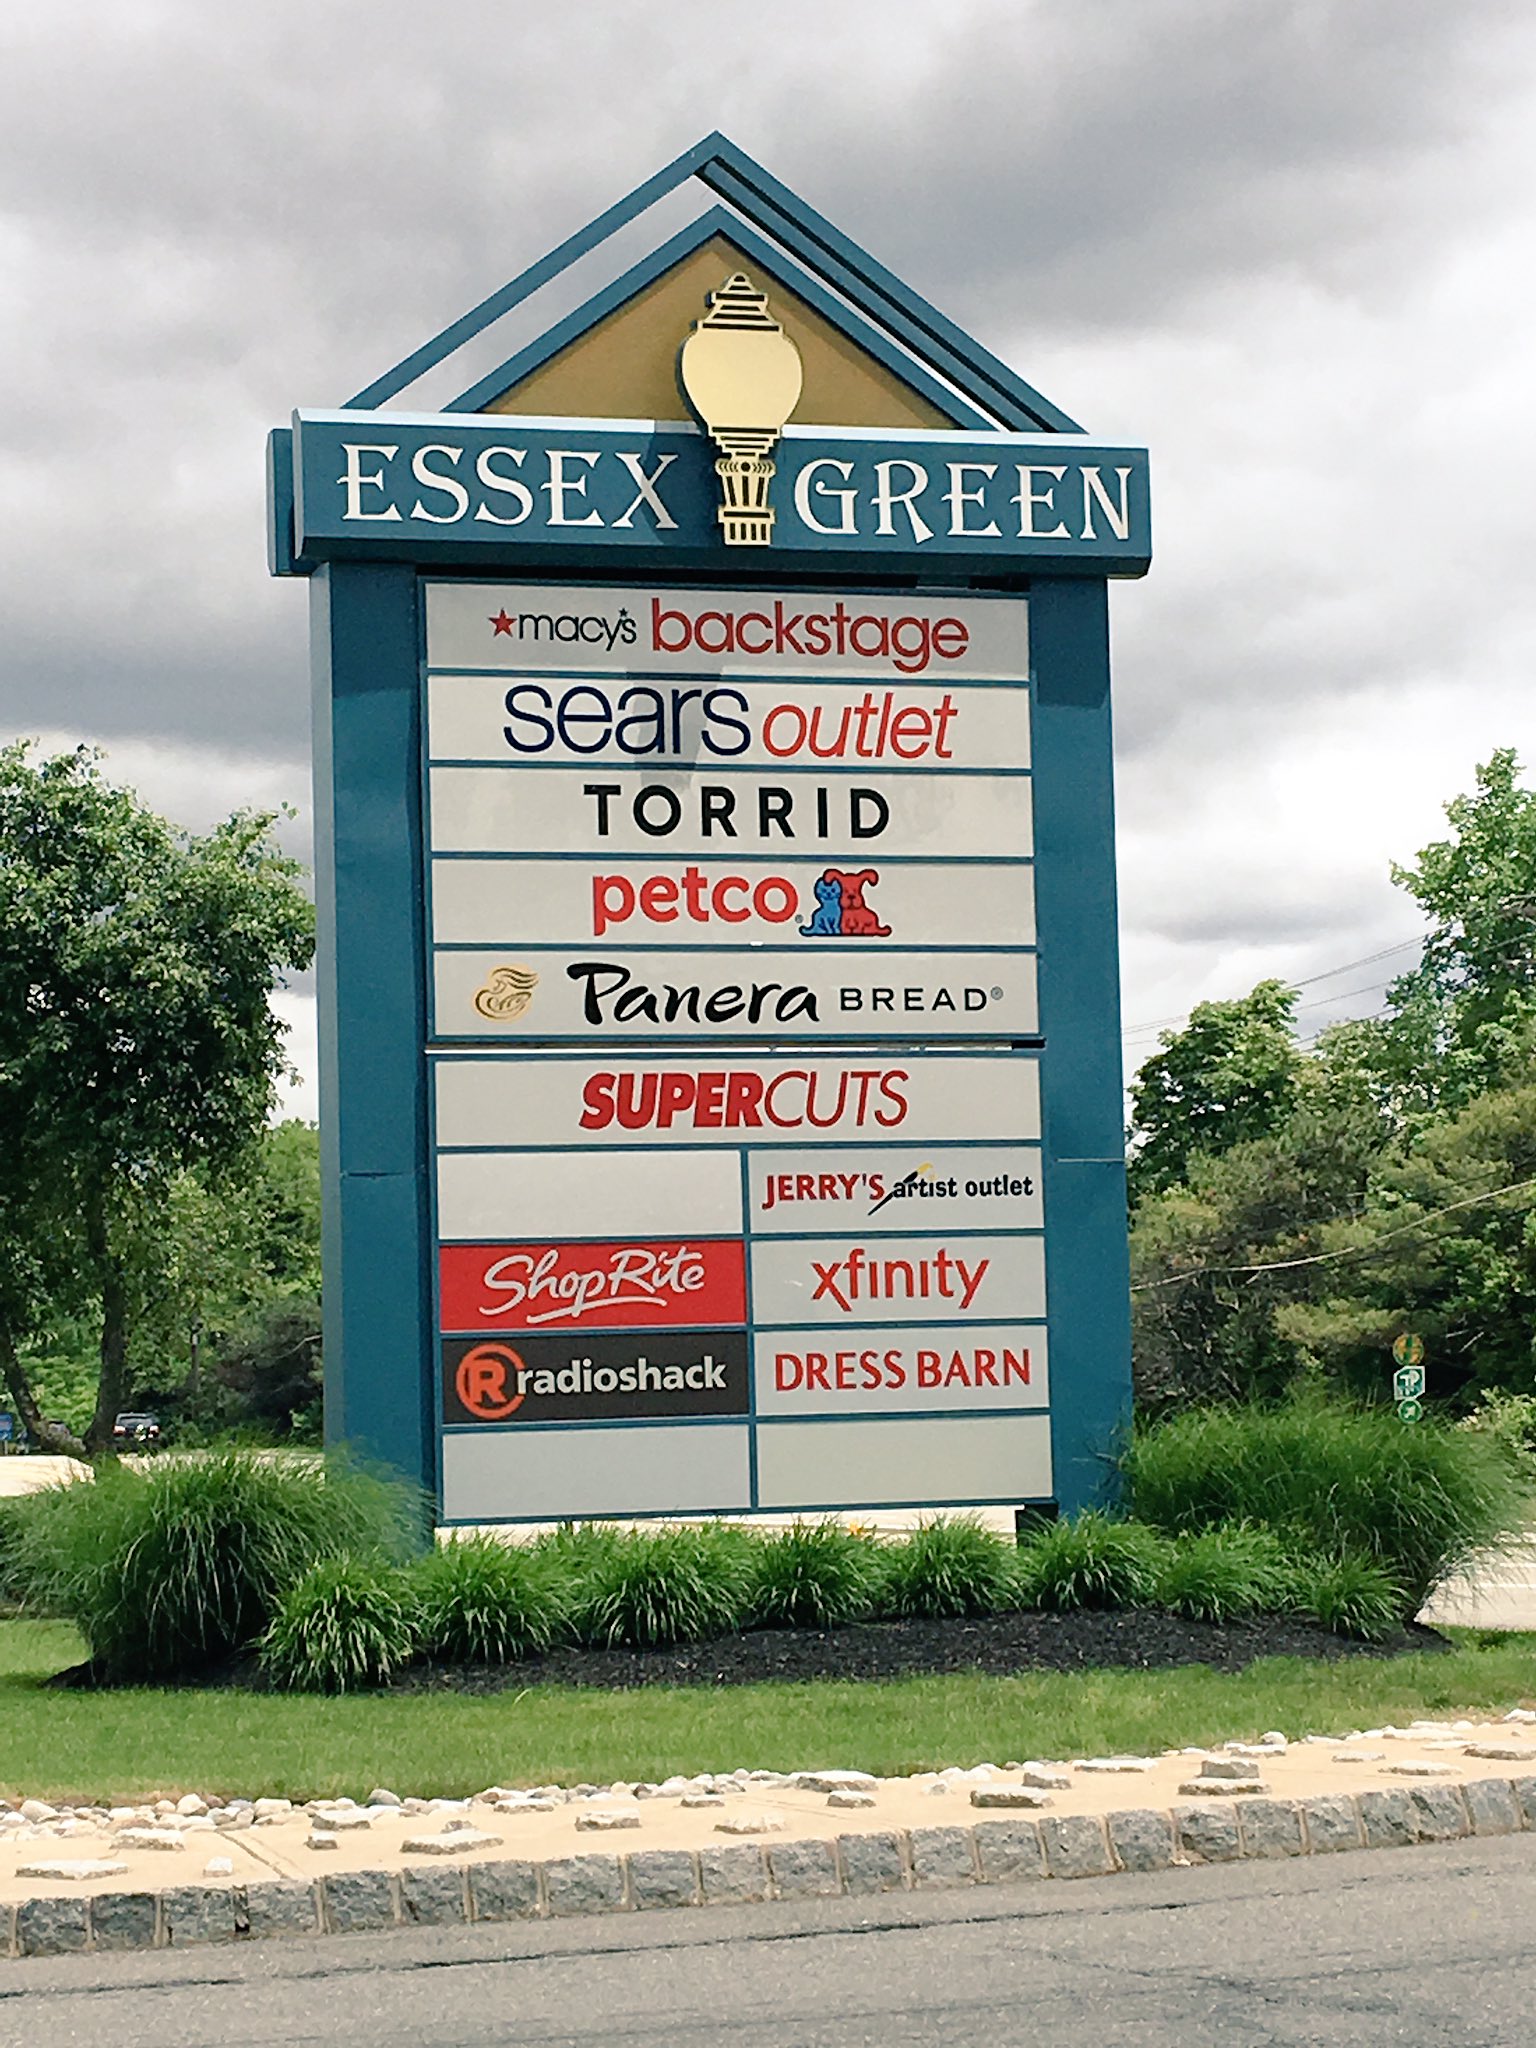 ESSEX GREEN
macy's backstage
sears outlet
TORRID
petco
Panera BREAD®
SUPERCUTS
JERRY'S artist outlet
ShopRite
xfinity
R radioshack
DRESS BARN